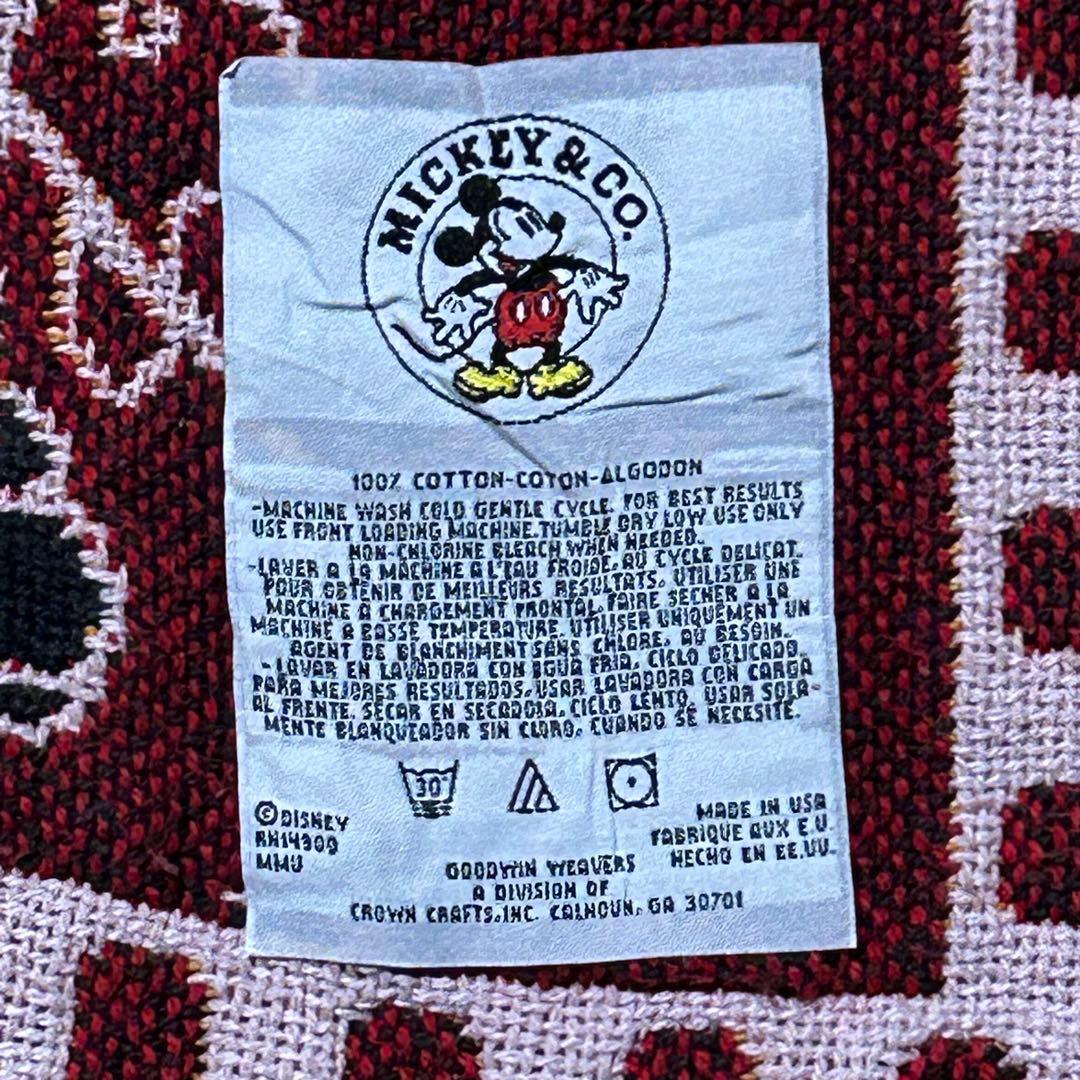 MICKEY & CO.
100% COTTON-COTON-ALGODON
-MACHINE WASH COLD GENTLE CYCLE. FOR BEST RESULTS
USE FRONT LOADING MACHINE.TUMBLE DRY LOW USE ONLY
NON-CHLORINE BLEACH WHEN NEEDED.
-LAVER A LA MACHINE A L'EAU FROIDE. AU CYCLE DELICAT.
POUR OBTENIR DE MEILLEURS RESULTATS. UTILISER UNE
MACHINE A CHARGEMENT FRONTAL. FAIRE SECHER A LA
MACHINE A BASSE TEMPERATURE. UTILISER UNIQUEMENT UN
AGENT DE BLANCHIMENT SANS CHLORE. AU BESOIN.
-LAVAR EN LAVADORA CON AGUA FRIA. CICLO DELICADO.
PARA MEJORES RESULTADOS. USAR LAVADORA CON CARGA
AL FRENTE. SECAR EN CICLO LENTO. USAR SOLA-
MENTE BLANQUEADOR SIN CLORO. CUANDO SE NECESITE.
30°
©DISNEY
RN14309
MMU
MADE IN USA
FABRIQUE AUX E.U.
HECHO EN EE.UU.
GOODWIN WEAVERS
A DIVISION OF
CROWN CRAFTS.INC. CALHOUN. GA 30701